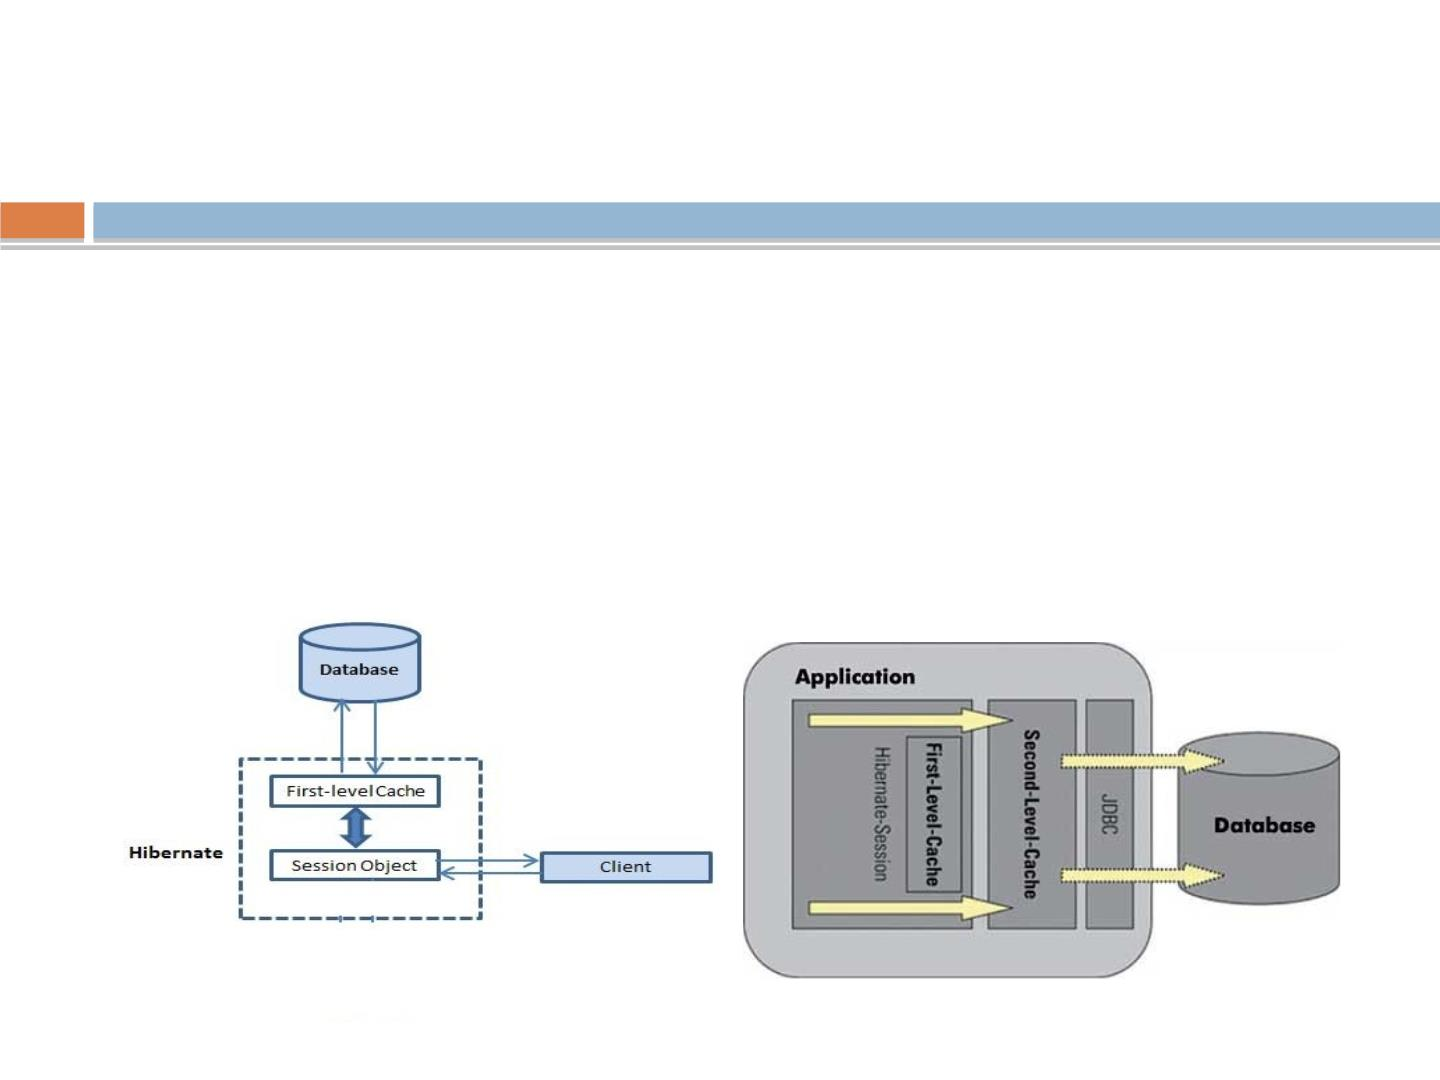 Database
First-level Cache
Hibernate
Session Object
Client
Application
Hibernate-Session
First-Level-Cache
Second-Level-Cache
JDBC
Database